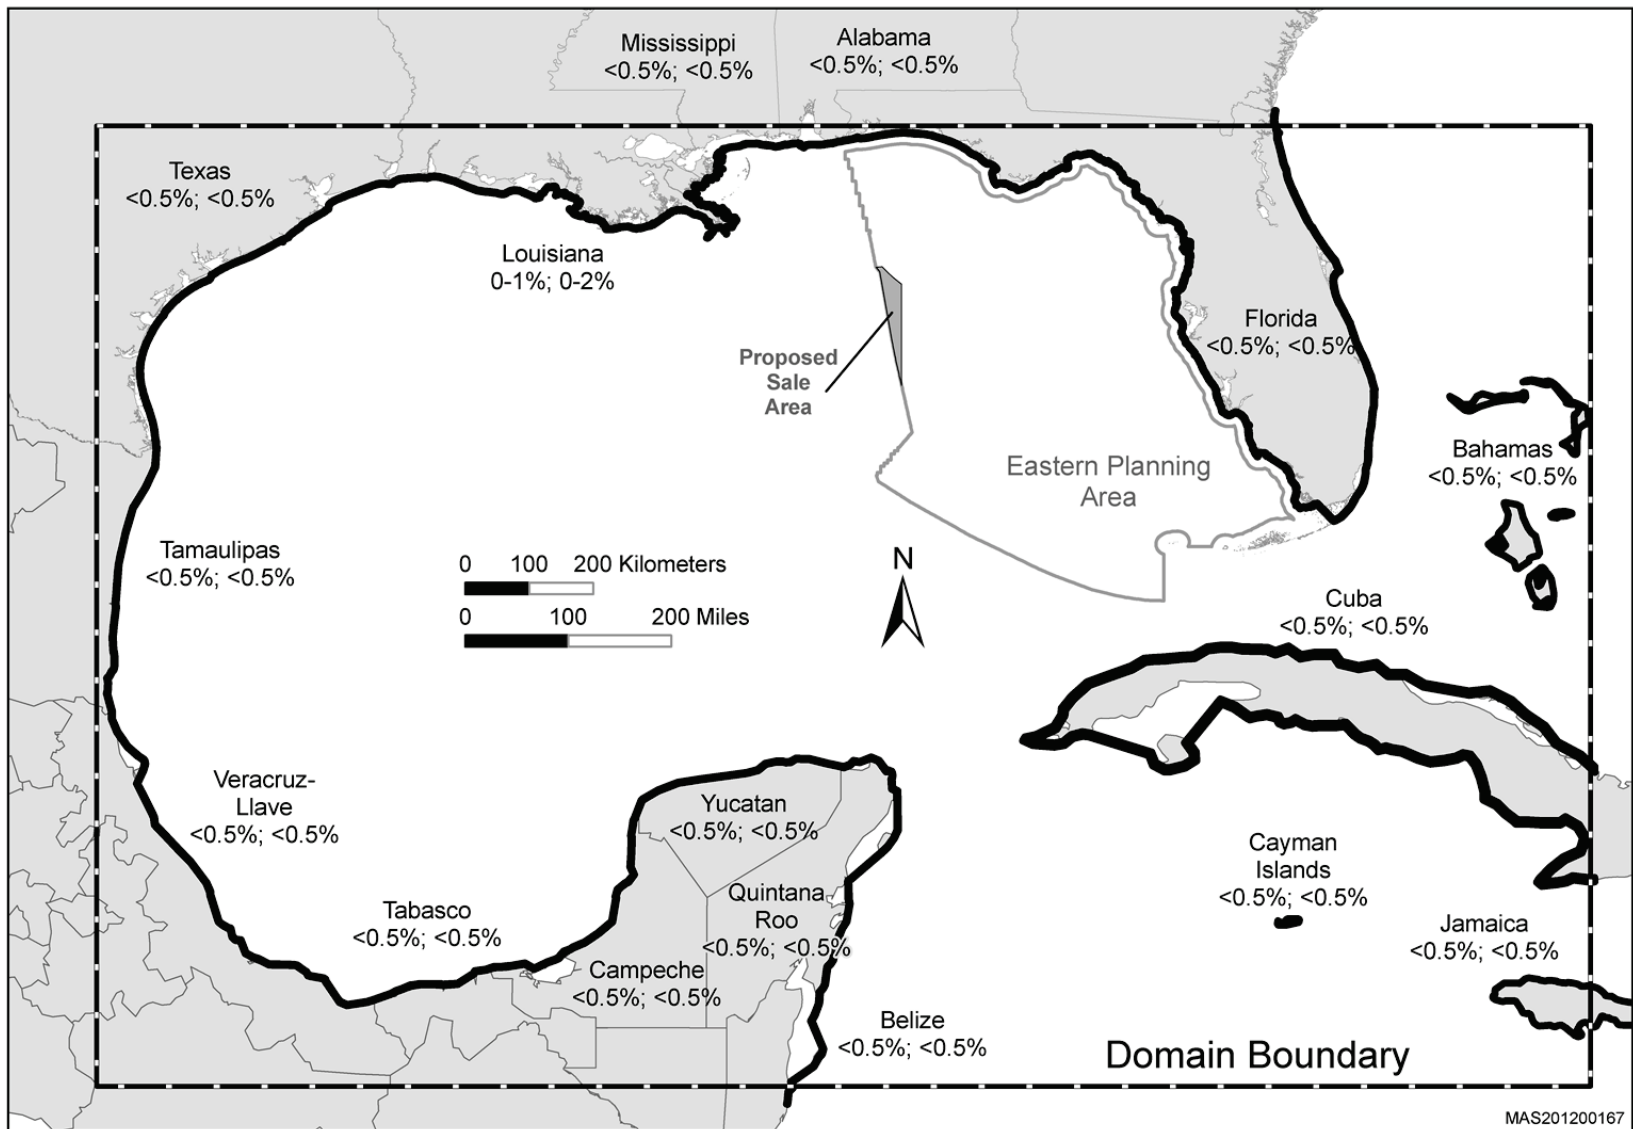 Mississippi
<0.5%; <0.5%
Alabama
<0.5%; <0.5%
Texas
<0.5%; <0.5%
Louisiana
0-1%; 0-2%
Florida
<0.5%; <0.5%
Proposed
Sale
Area
Eastern Planning
Area
Bahamas
<0.5%; <0.5%
Tamaulipas
<0.5%; <0.5%
0 100 200 Kilometers
0 100 200 Miles
N
Cuba
<0.5%; <0.5%
Veracruz-
Llave
<0.5%; <0.5%
Yucatan
<0.5%; <0.5%
Cayman
Islands
<0.5%; <0.5%
Quintana
Roo
<0.5%; <0.5%
Tabasco
<0.5%; <0.5%
Jamaica
<0.5%; <0.5%
Campeche
<0.5%; <0.5%
Belize
<0.5%; <0.5%
Domain Boundary
MAS201200167